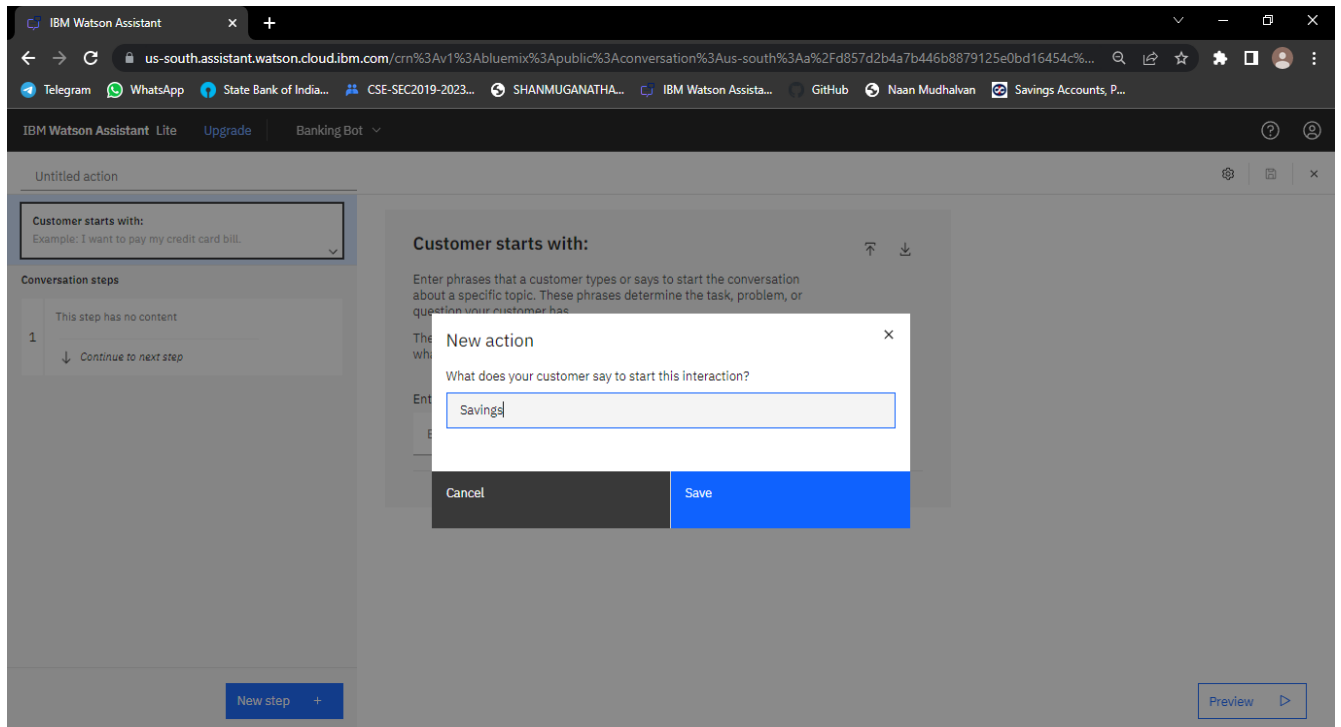 IBM Watson Assistant
us-south.assistant.watson.cloud.ibm.com/crn%3Av1%3Abluemix%3Apublic%3Aconversation%3Aus-south%3Aa%2Fd857d2b4a7b446b8879125e0bd16454c%...
Telegram WhatsApp State Bank of India... CSE-SEC2019-2023... SHANMUGANATHA... IBM Watson Assista... GitHub Naan Mudhalvan Savings Accounts, P...
IBM Watson Assistant Lite Upgrade Banking Bot
Untitled action
Customer starts with:
Example: I want to pay my credit card bill.
Conversation steps
1
This step has no content
Continue to next step
New step +
Customer starts with:
Enter phrases that a customer types or says to start the conversation
about a specific topic. These phrases determine the task, problem, or
question your customer has.
New action
What does your customer say to start this interaction?
Savings
Cancel Save
Preview